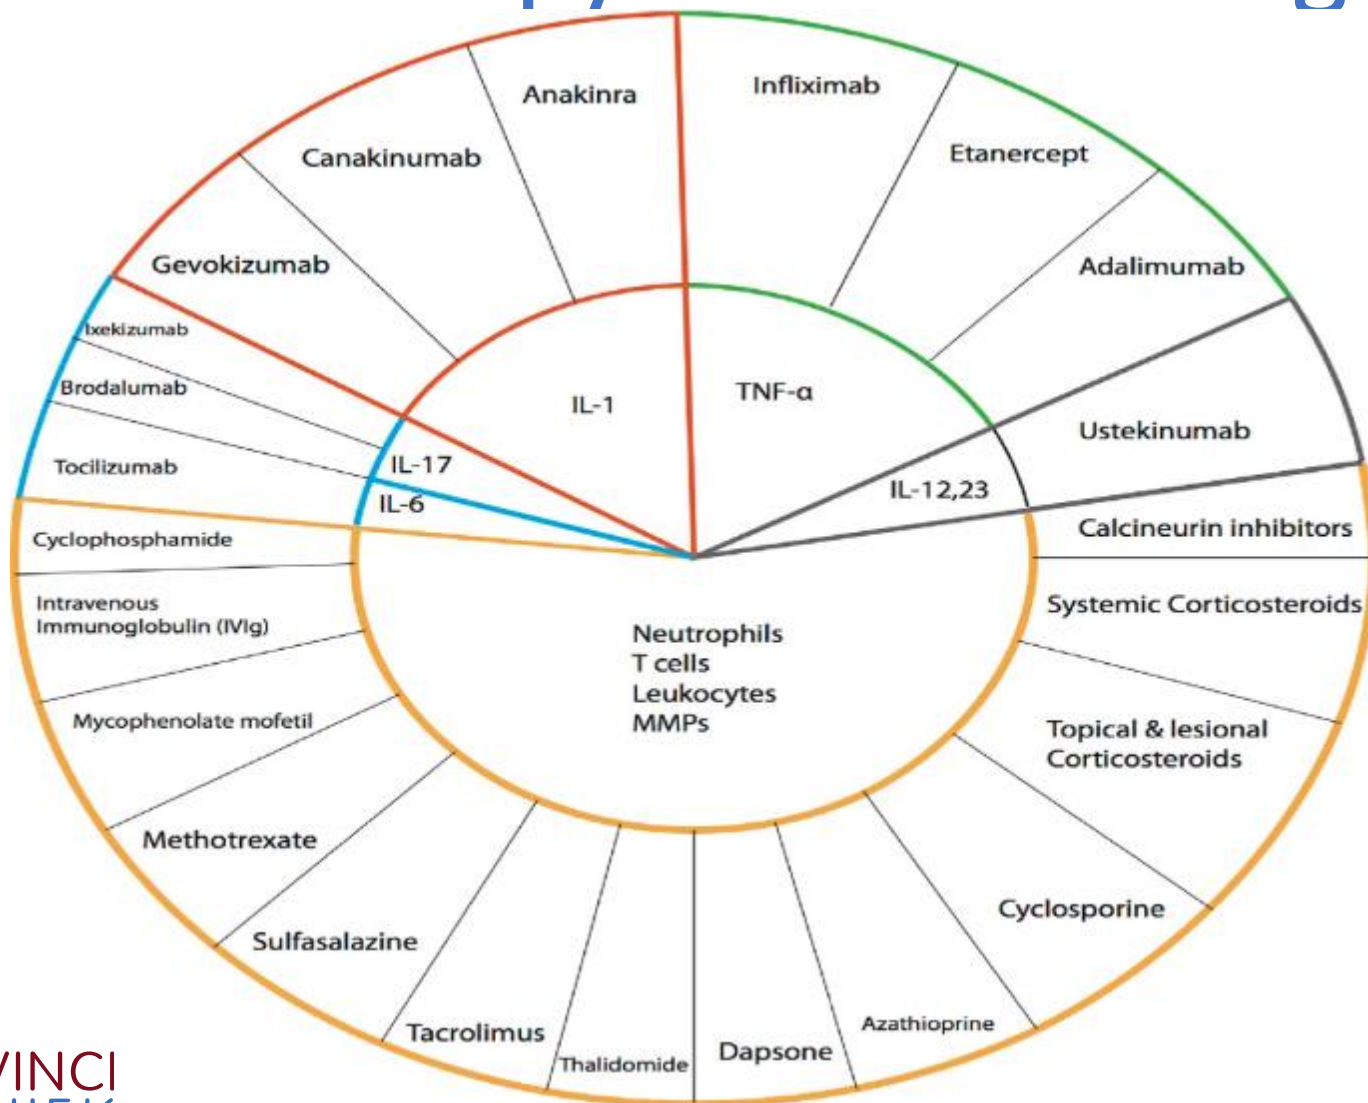 Anakinra
Infliximab
Canakinumab
Etanercept
Gevokizumab
Adalimumab
Ixekizumab
Brodalumab
Tocilizumab
IL-1
TNF-α
IL-17
IL-6
IL-12,23
Ustekinumab
Calcineurin inhibitors
Cyclophosphamide
Systemic Corticosteroids
Intravenous
Immunoglobulin (IVIg)
Neutrophils
T cells
Leukocytes
MMPs
Mycophenolate mofetil
Topical & lesional
Corticosteroids
Methotrexate
Cyclosporine
Sulfasalazine
Tacrolimus
Thalidomide
Dapsone
Azathioprine
VINCI